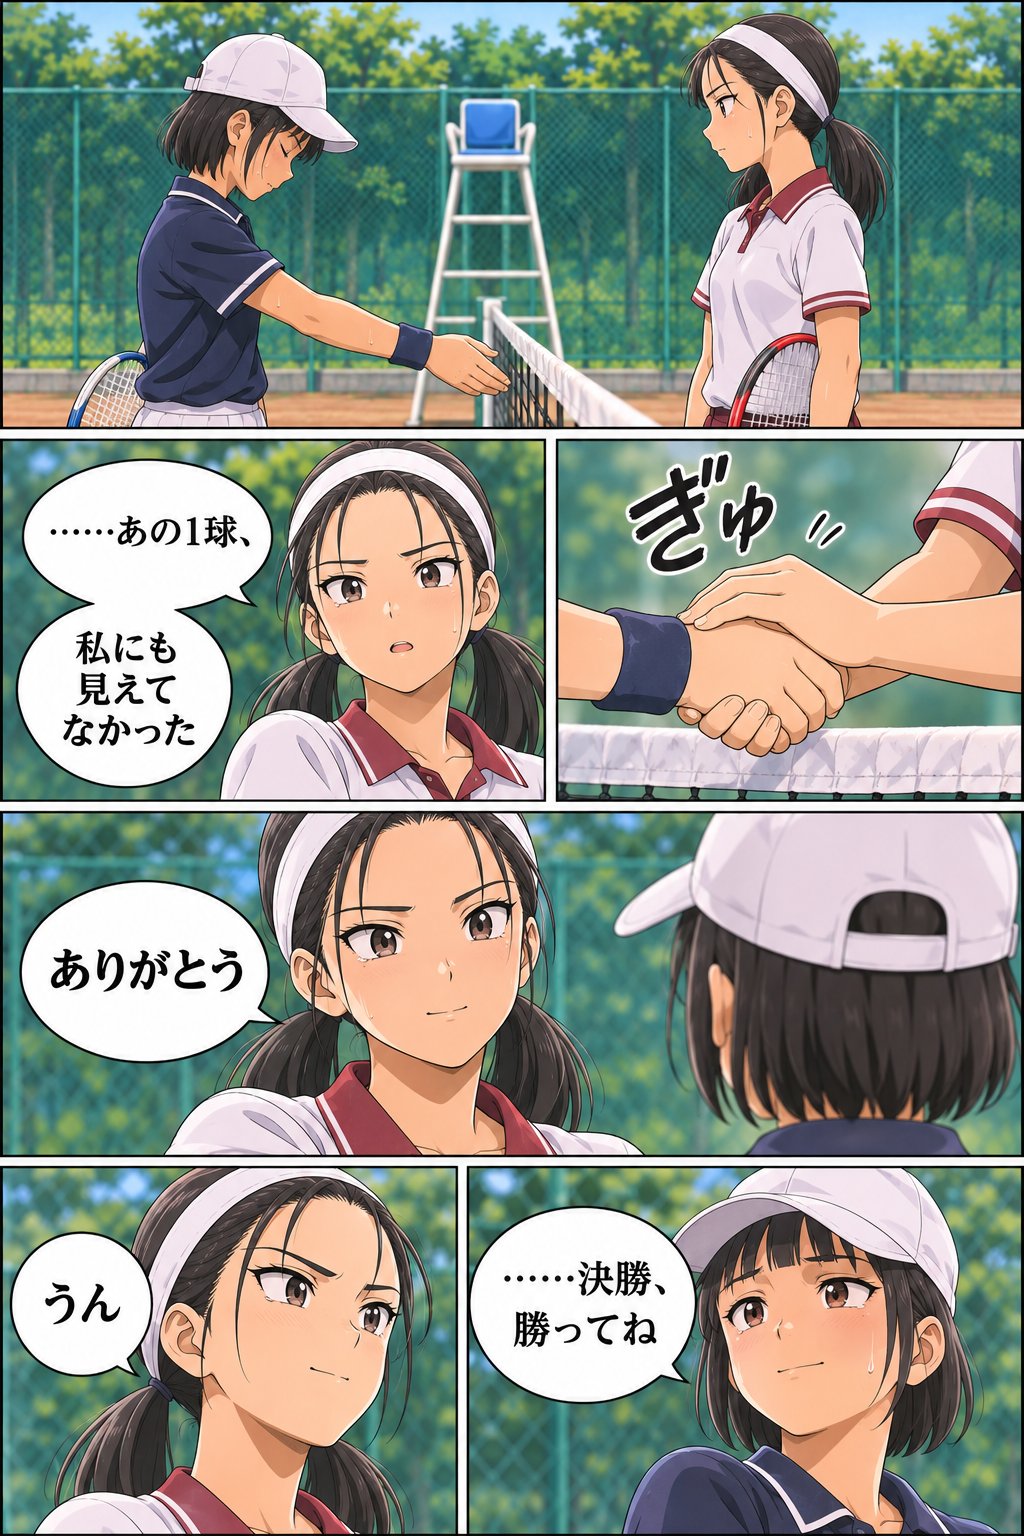 ……あの1球、
私にも
見えて
なかった
ぎゅ
ありがとう
……決勝、
勝ってね
うん